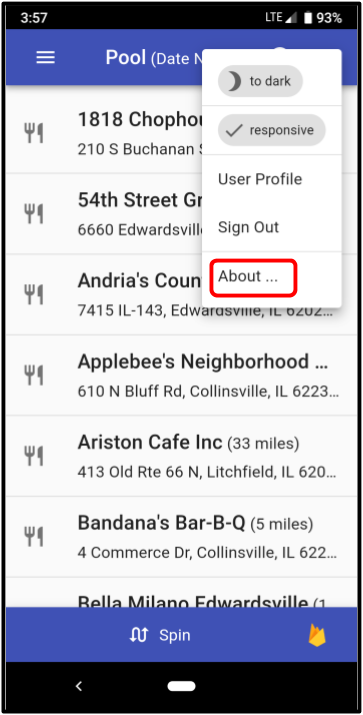 3:57 LTE 93%
Pool (Date N
to dark
responsive
User Profile
Sign Out
About ...
1818 Chophou
210 S Buchanan S
54th Street Gr
6660 Edwardsvill
Andria's Coun
7415 IL-143, Edwardsville, IL 6202...
Applebee's Neighborhood ...
610 N Bluff Rd, Collinsville, IL 6223...
Ariston Cafe Inc (33 miles)
413 Old Rte 66 N, Litchfield, IL 620...
Bandana's Bar-B-Q (5 miles)
4 Commerce Dr, Collinsville, IL 622...
Bella Milano Edwardsville (1
Spin